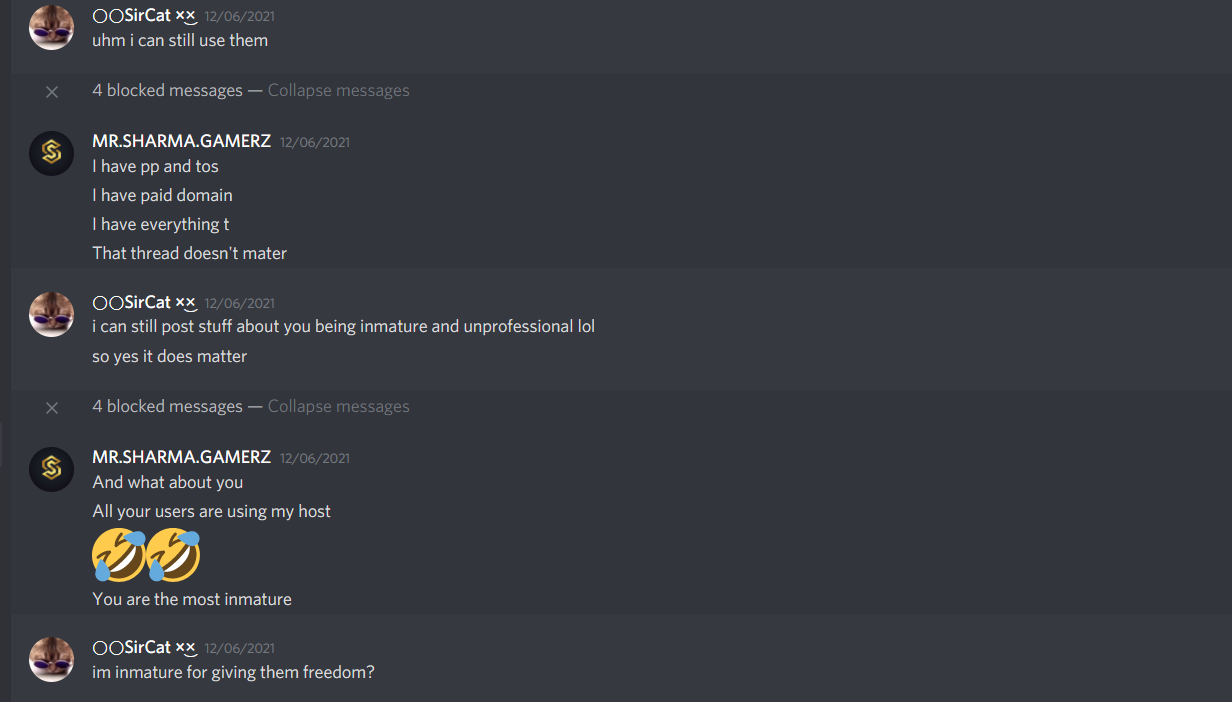 ○○SirCat ×͜× 12/06/2021
uhm i can still use them
4 blocked messages — Collapse messages
MR.SHARMA.GAMERZ 12/06/2021
I have pp and tos
I have paid domain
I have everything t
That thread doesn't mater
○○SirCat ×͜× 12/06/2021
i can still post stuff about you being inmature and unprofessional lol
so yes it does matter
4 blocked messages — Collapse messages
MR.SHARMA.GAMERZ 12/06/2021
And what about you
All your users are using my host
🤣🤣
You are the most inmature
○○SirCat ×͜× 12/06/2021
im inmature for giving them freedom?